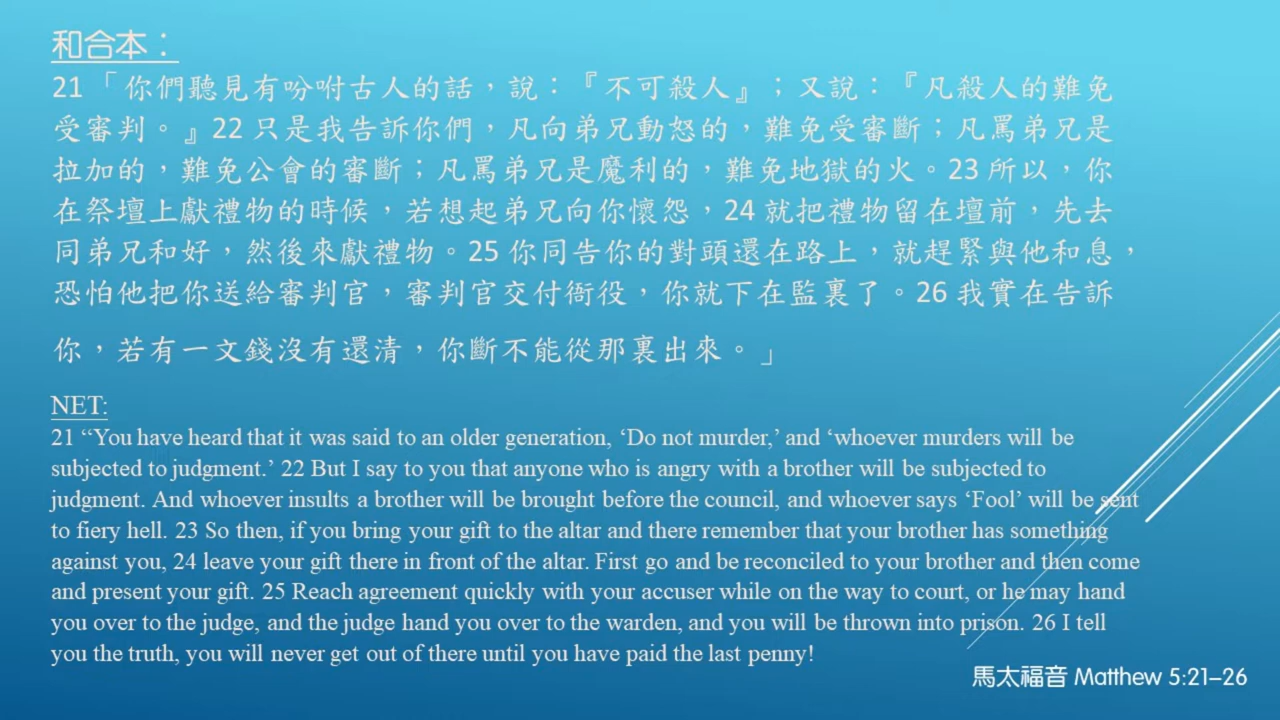 和合本：
21「你們聽見有吩咐古人的話，說：『不可殺人』；又說：『凡殺人的難免
受審判。』22 只是我告訴你們，凡向弟兄動怒的，難免受審斷；凡罵弟兄是
拉加的，難免公會的審斷；凡罵弟兄是魔利的，難免地獄的火。23 所以，你
在祭壇上獻禮物的時候，若想起弟兄向你懷怨，24 就把禮物留在壇前，先去
同弟兄和好，然後來獻禮物。25 你同告你的對頭還在路上，就趕緊與他和息，
恐怕他把你送給審判官，審判官交付衙役，你就下在監裏了。26 我實在告訴
你，若有一文錢沒有還清，你斷不能從那裏出來。」
NET:
21 “You have heard that it was said to an older generation, ‘Do not murder,’ and ‘whoever murders will be
subjected to judgment.’ 22 But I say to you that anyone who is angry with a brother will be subjected to
judgment. And whoever insults a brother will be brought before the council, and whoever says ‘Fool’ will be sent
to fiery hell. 23 So then, if you bring your gift to the altar and there remember that your brother has something
against you, 24 leave your gift there in front of the altar. First go and be reconciled to your brother and then come
and present your gift. 25 Reach agreement quickly with your accuser while on the way to court, or he may hand
you over to the judge, and the judge hand you over to the warden, and you will be thrown into prison. 26 I tell
you the truth, you will never get out of there until you have paid the last penny!
馬太福音 Matthew 5:21–26